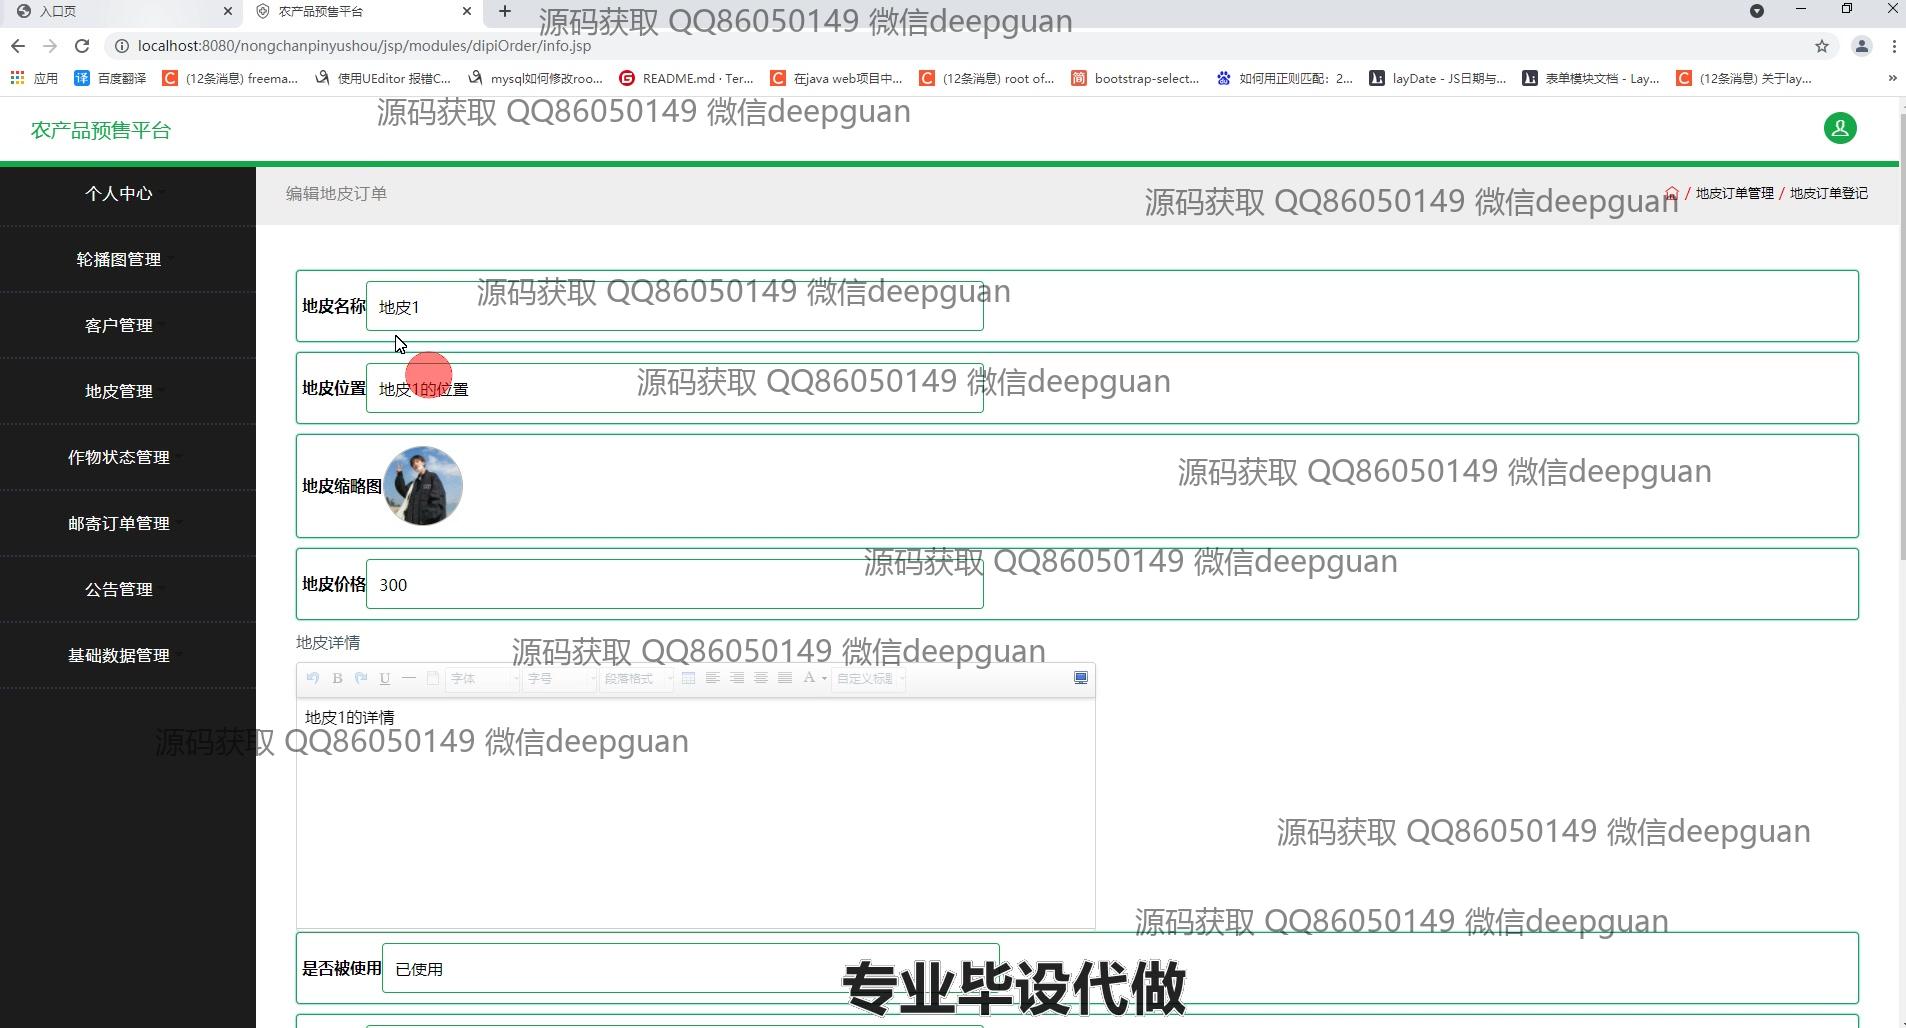 入口页
农产品预售平台
源码获取 QQ86050149 微信deepguan
localhost:8080/nongchanpinyushou/jsp/modules/dipiOrder/info.jsp
应用
百度翻译
(12条消息) freema...
使用UEditor 报错C...
mysql如何修改roo...
README.md · Ter...
在java web项目中...
(12条消息) root of...
bootstrap-select...
如何用正则匹配：2...
layDate - JS日期与...
表单模块文档 - Lay...
(12条消息) 关于lay...
源码获取 QQ86050149 微信deepguan
农产品预售平台
个人中心
编辑地皮订单
源码获取 QQ86050149 微信deepguan
/ 地皮订单管理 / 地皮订单登记
轮播图管理
客户管理
地皮管理
作物状态管理
邮寄订单管理
公告管理
基础数据管理
地皮名称
地皮1
源码获取 QQ86050149 微信deepguan
地皮位置
地皮1的位置
源码获取 QQ86050149 微信deepguan
地皮缩略图
源码获取 QQ86050149 微信deepguan
地皮价格
300
源码获取 QQ86050149 微信deepguan
地皮详情
源码获取 QQ86050149 微信deepguan
B
U
字体
字号
段落格式
A
自定义标题
地皮1的详情
源码获取 QQ86050149 微信deepguan
源码获取 QQ86050149 微信deepguan
源码获取 QQ86050149 微信deepguan
是否被使用
已使用
专业毕设代做